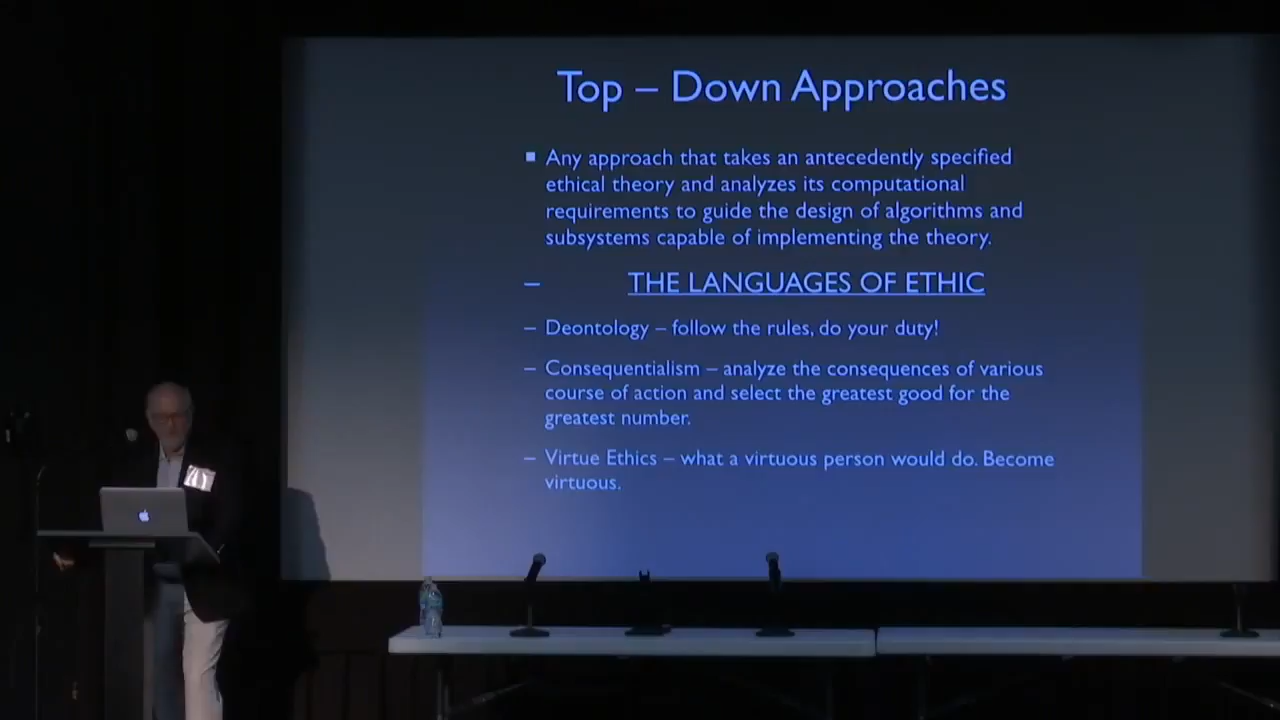 Top – Down Approaches
▪ Any approach that takes an antecedently specified
ethical theory and analyzes its computational
requirements to guide the design of algorithms and
subsystems capable of implementing the theory.
– THE LANGUAGES OF ETHIC
– Deontology – follow the rules, do your duty!
– Consequentialism – analyze the consequences of various
course of action and select the greatest good for the
greatest number.
– Virtue Ethics – what a virtuous person would do. Become
virtuous.